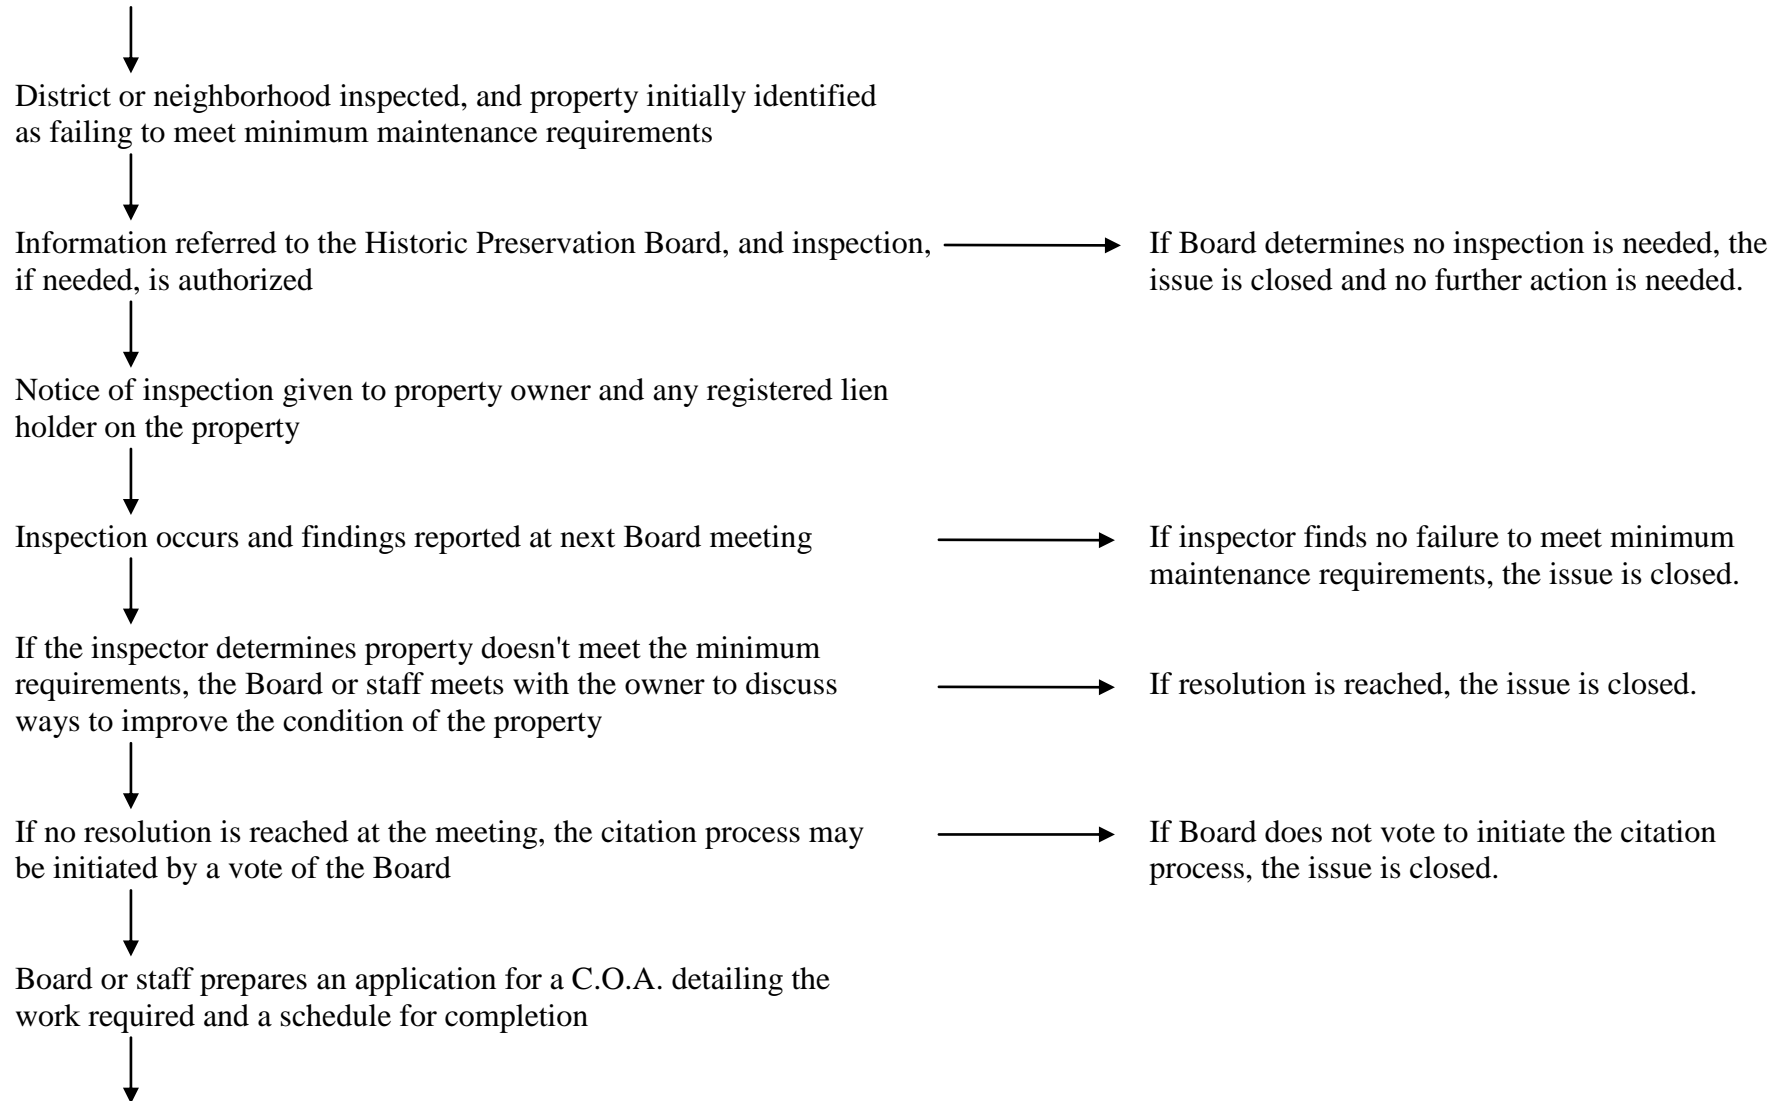 District or neighborhood inspected, and property initially identified
as failing to meet minimum maintenance requirements
Information referred to the Historic Preservation Board, and inspection,
if needed, is authorized
If Board determines no inspection is needed, the
issue is closed and no further action is needed.
Notice of inspection given to property owner and any registered lien
holder on the property
Inspection occurs and findings reported at next Board meeting
If inspector finds no failure to meet minimum
maintenance requirements, the issue is closed.
If the inspector determines property doesn't meet the minimum
requirements, the Board or staff meets with the owner to discuss
ways to improve the condition of the property
If resolution is reached, the issue is closed.
If no resolution is reached at the meeting, the citation process may
be initiated by a vote of the Board
If Board does not vote to initiate the citation
process, the issue is closed.
Board or staff prepares an application for a C.O.A. detailing the
work required and a schedule for completion